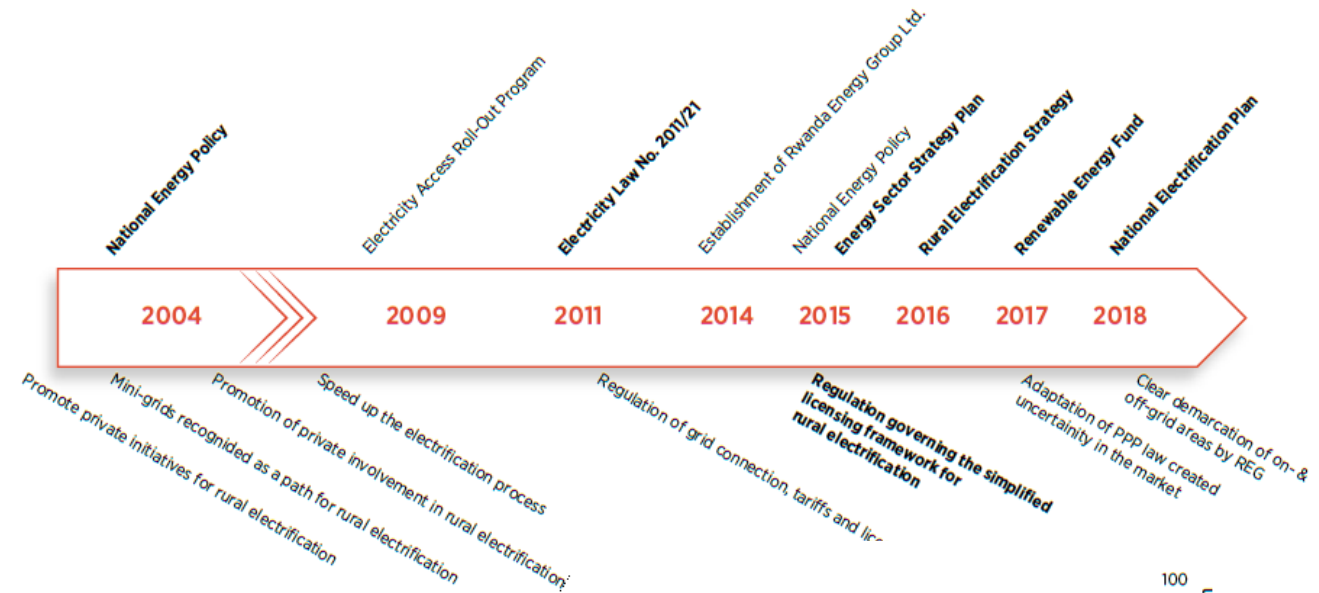 National Energy Policy
Electricity Access Roll-Out Program
Electricity Law No. 2011/21
Establishment of Rwanda Energy Group Ltd.
National Energy Policy
Energy Sector Strategy Plan
Rural Electrification Strategy
Renewable Energy Fund
National Electrification Plan
2004
2009
2011
2014
2015
2016
2017
2018
Promote private initiatives for rural electrification
Mini-grids recognided as a path for rural electrification
Promotion of private involvement in rural electrification
Speed up the electrification process
Regulation of grid connection, tariffs and
Regulation governing the simplified
licensing framework for
rural electrification
Adaptation of PPP law created
uncertainty in the market
Clear demarcation of on- &
off-grid areas by REG
100